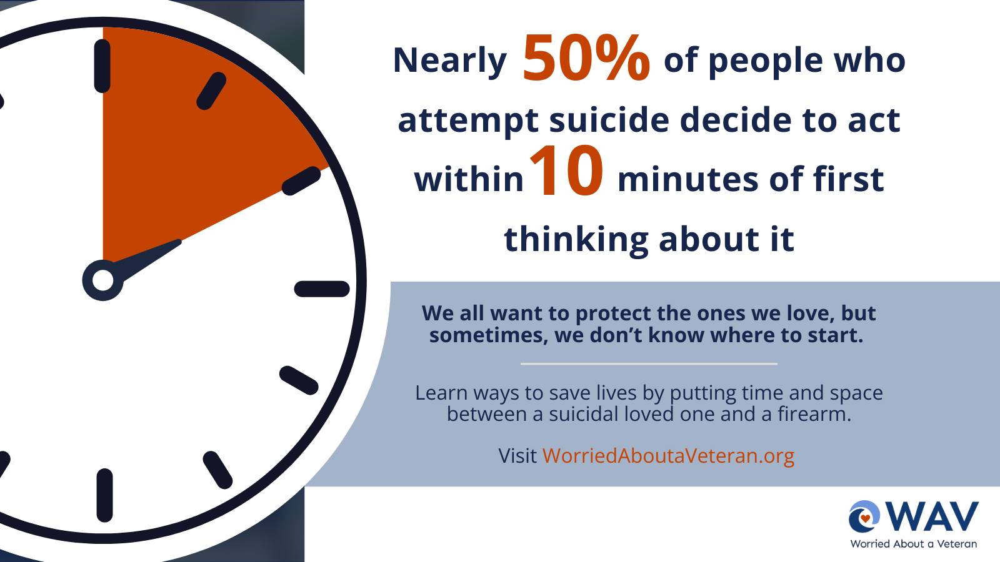 Nearly 50% of people who
attempt suicide decide to act
within 10 minutes of first
thinking about it
We all want to protect the ones we love, but
sometimes, we don’t know where to start.
Learn ways to save lives by putting time and space
between a suicidal loved one and a firearm.
Visit WorriedAboutaVeteran.org
WAV
Worried About a Veteran